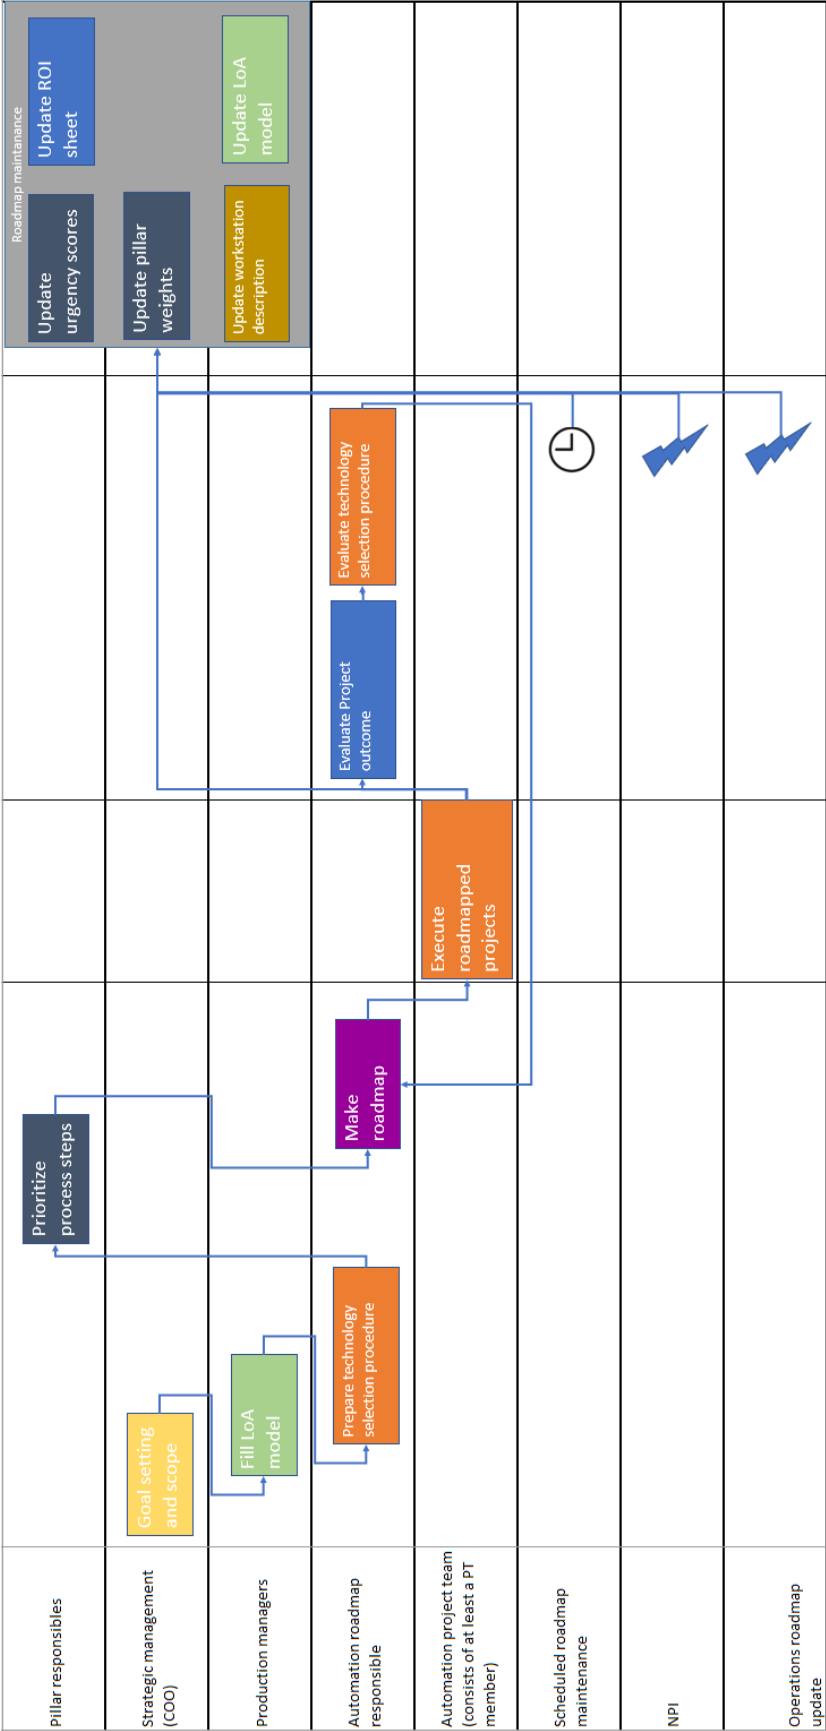 Pillar responsibles
Strategic management
(COO)
Production managers
Automation roadmap
responsible
Automation project team
(consists of at least a PT
member)
Scheduled roadmap
maintenance
NPI
Operations roadmap
update
Goal setting
and scope
Fill LoA
model
Prepare technology
selection procedure
Prioritize
process steps
Make
roadmap
Execute
roadmapped
projects
Evaluate Project
outcome
Evaluate technology
selection procedure
Roadmap maintanance
Update
urgency scores
Update ROI
sheet
Update pillar
weights
Update workstation
description
Update LoA
model